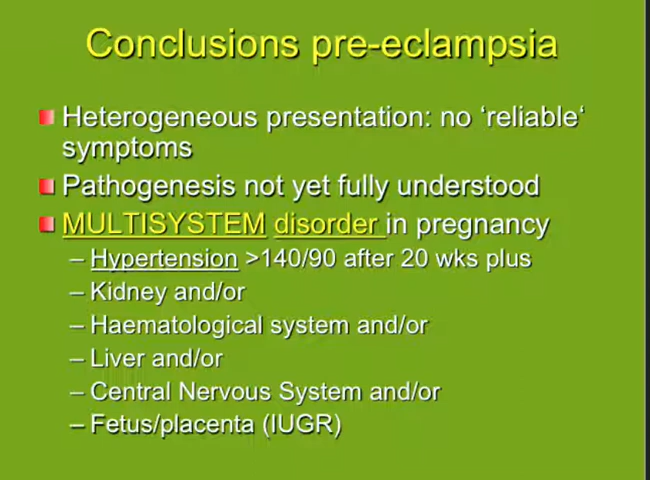 Conclusions pre-eclampsia
Heterogeneous presentation: no ‘reliable‘
symptoms
Pathogenesis not yet fully understood
MULTISYSTEM disorder in pregnancy
– Hypertension >140/90 after 20 wks plus
– Kidney and/or
– Haematological system and/or
– Liver and/or
– Central Nervous System and/or
– Fetus/placenta (IUGR)